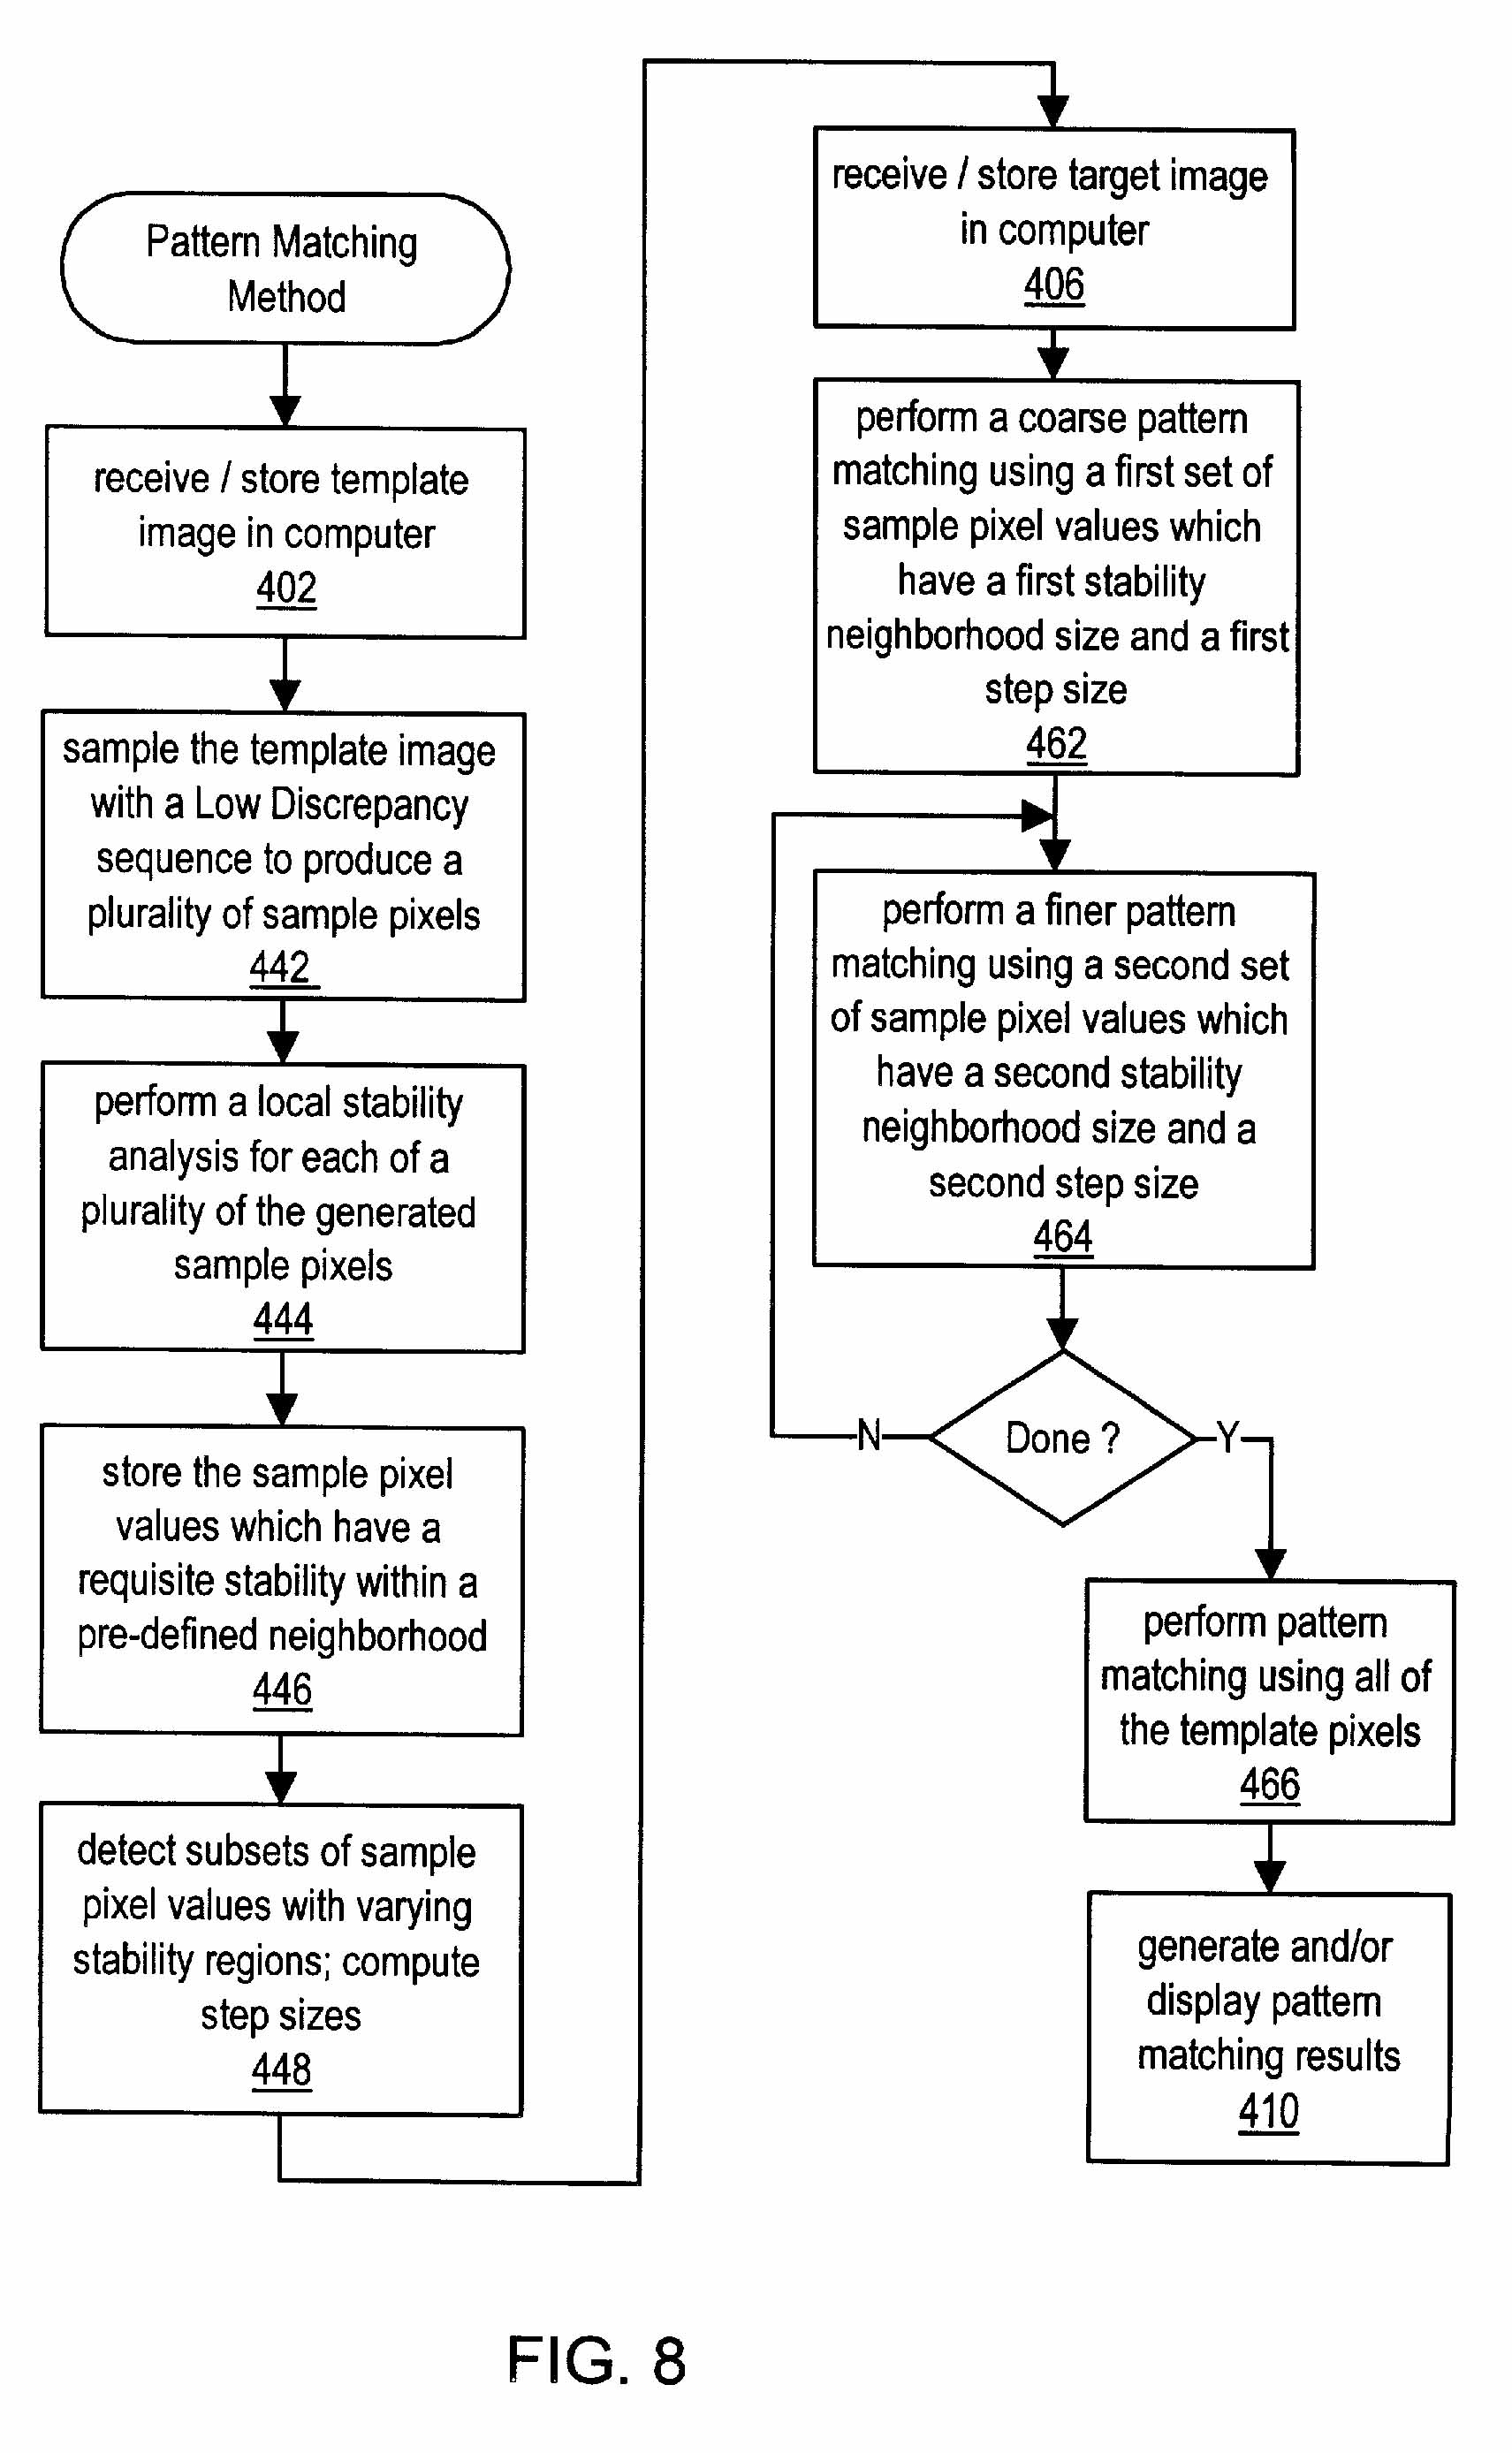 Pattern Matching
Method
receive / store template
image in computer
402
sample the template image
with a Low Discrepancy
sequence to produce a
plurality of sample pixels
442
perform a local stability
analysis for each of a
plurality of the generated
sample pixels
444
store the sample pixel
values which have a
requisite stability within a
pre-defined neighborhood
446
detect subsets of sample
pixel values with varying
stability regions; compute
step sizes
448
receive / store target image
in computer
406
perform a coarse pattern
matching using a first set of
sample pixel values which
have a first stability
neighborhood size and a first
step size
462
perform a finer pattern
matching using a second set
of sample pixel values which
have a second stability
neighborhood size and a
second step size
464
N
Done ?
Y
perform pattern
matching using all of
the template pixels
466
generate and/or
display pattern
matching results
410
FIG. 8